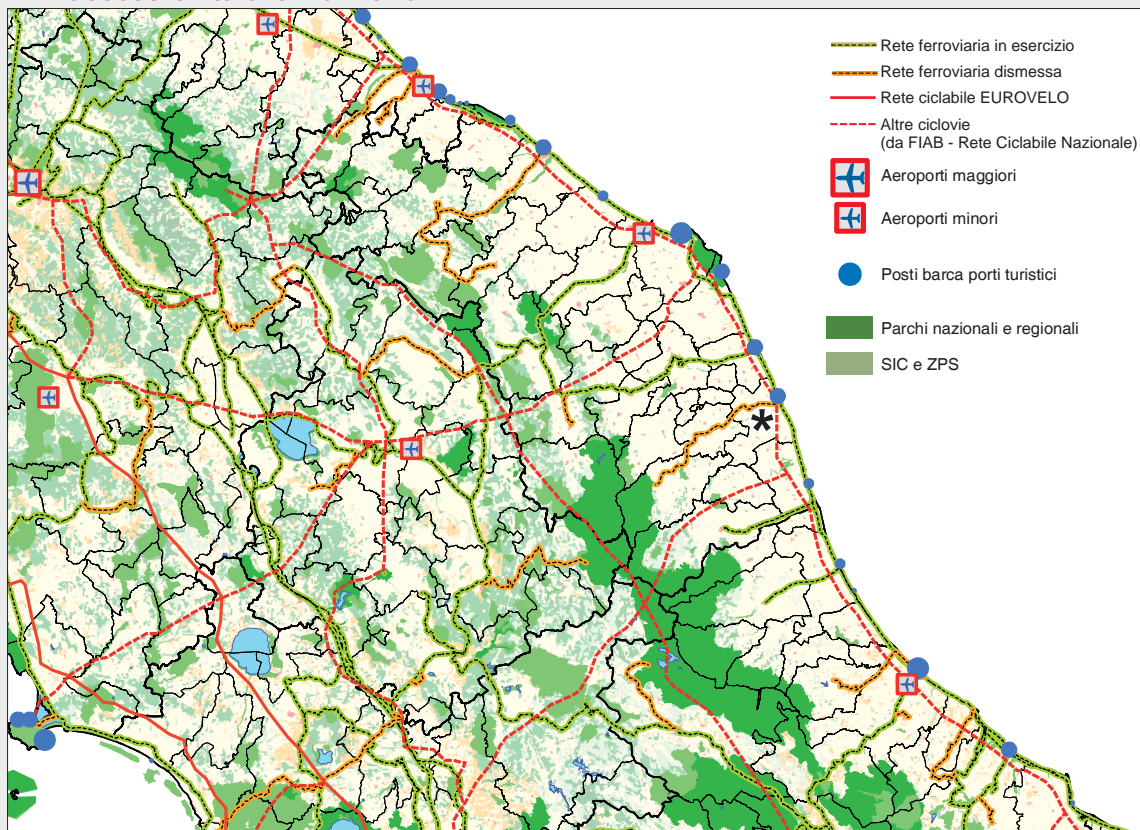 Rete ferroviaria in esercizio
Rete ferroviaria dismessa
Rete ciclabile EUROVELO
Altre ciclovie
(da FIAB - Rete Ciclabile Nazionale)
Aeroporti maggiori
Aeroporti minori
Posti barca porti turistici
Parchi nazionali e regionali
SIC e ZPS
*